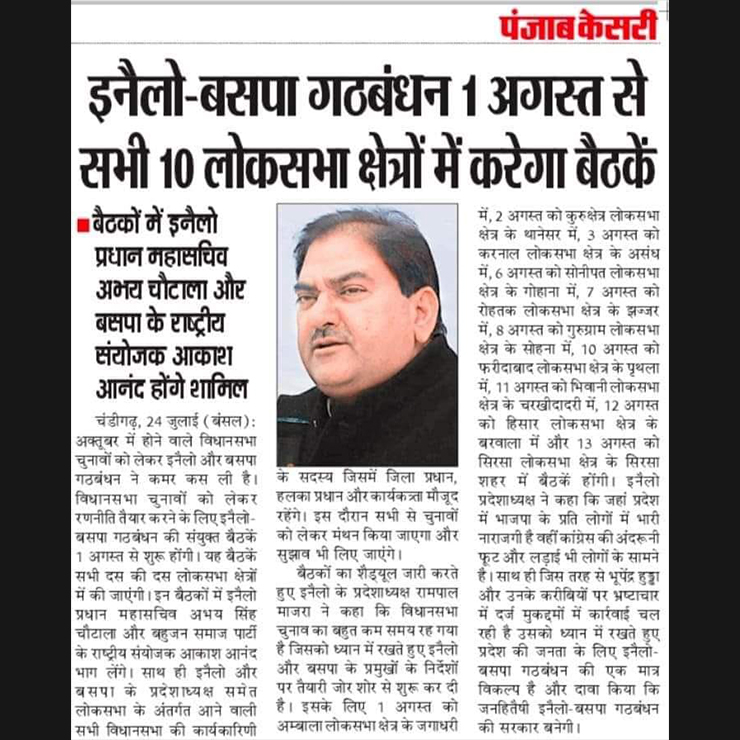 पंजाब केसरी
इनैलो-बसपा गठबंधन 1 अगस्त से
सभी 10 लोकसभा क्षेत्रों में करेगा बैठकें
बैठकों में इनैलो
प्रधान महासचिव
अभय चौटाला और
बसपा के राष्ट्रीय
संयोजक आकाश
आनंद होंगे शामिल
चंडीगढ़, 24 जुलाई (बंसल):
अक्तूबर में होने वाले विधानसभा
चुनावों को लेकर इनैलो और बसपा
गठबंधन ने कमर कस ली है।
विधानसभा चुनावों को लेकर
रणनीति तैयार करने के लिए इनैलो-
बसपा गठबंधन की संयुक्त बैठकें
1 अगस्त से शुरू होंगी। यह बैठकें
सभी दस की दस लोकसभा क्षेत्रों
में की जाएंगी। इन बैठकों में इनैलो
प्रधान महासचिव अभय सिंह
चौटाला और बहुजन समाज पार्टी
के राष्ट्रीय संयोजक आकाश आनंद
भाग लेंगे। साथ ही इनैलो और
बसपा के प्रदेशाध्यक्ष समेत
लोकसभा के अंतर्गत आने वाली
सभी विधानसभा की कार्यकारिणी
के सदस्य जिसमें जिला प्रधान,
हलका प्रधान और कार्यकर्त्ता मौजूद
रहेंगे। इस दौरान सभी से चुनावों
को लेकर मंथन किया जाएगा और
सुझाव भी लिए जाएंगे।
बैठकों का शैड्यूल जारी करते
हुए इनैलो के प्रदेशाध्यक्ष रामपाल
माजरा ने कहा कि विधानसभा
चुनाव का बहुत कम समय रह गया
है जिसको ध्यान में रखते हुए इनैलो
और बसपा के प्रमुखों के निर्देशों
पर तैयारी जोर शोर से शुरू कर दी
है। इसके लिए 1 अगस्त को
अम्बाला लोकसभा क्षेत्र के जगाधरी
में, 2 अगस्त को कुरुक्षेत्र लोकसभा
क्षेत्र के थानेसर में, 3 अगस्त को
करनाल लोकसभा क्षेत्र के असंध
में, 6 अगस्त को सोनीपत लोकसभा
क्षेत्र के गोहाना में, 7 अगस्त को
रोहतक लोकसभा क्षेत्र के झज्जर
में, 8 अगस्त को गुरुग्राम लोकसभा
क्षेत्र के सोहना में, 10 अगस्त को
फरीदाबाद लोकसभा क्षेत्र के पृथला
में, 11 अगस्त को भिवानी लोकसभा
क्षेत्र के चरखीदादरी में, 12 अगस्त
को हिसार लोकसभा क्षेत्र के
बरवाला में और 13 अगस्त को
सिरसा लोकसभा क्षेत्र के सिरसा
शहर में बैठकें होंगी। इनैलो
प्रदेशाध्यक्ष ने कहा कि जहां प्रदेश
में भाजपा के प्रति लोगों में भारी
नाराजगी है वहीं कांग्रेस की अंदरूनी
फूट और लड़ाई भी लोगों के सामने
है। साथ ही जिस तरह से भूपेंद्र हुड्डा
और उनके करीबियों पर भ्रष्टाचार
में दर्ज मुकद्दमों में कार्रवाई चल
रही है उसको ध्यान में रखते हुए
प्रदेश की जनता के लिए इनैलो-
बसपा गठबंधन की एक मात्र
विकल्प है और दावा किया कि
जनहितैषी इनैलो-बसपा गठबंधन
की सरकार बनेगी।